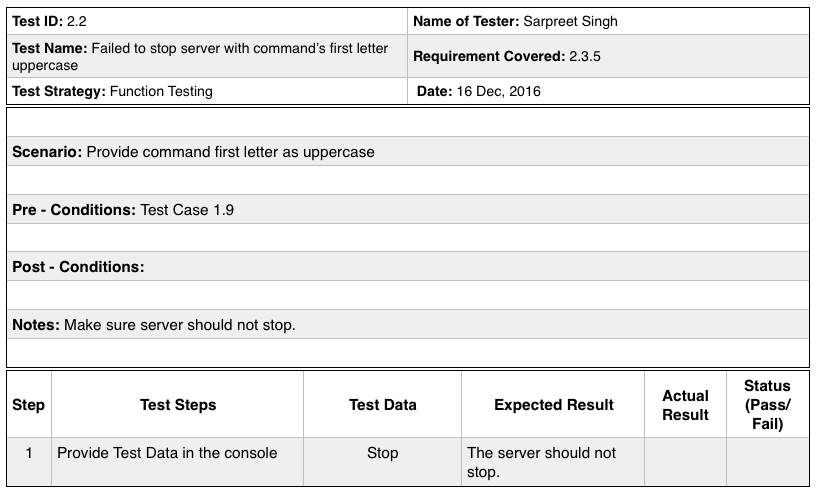 Test ID: 2.2
Name of Tester: Sarpreet Singh
Test Name: Failed to stop server with command's first letter
uppercase
Requirement Covered: 2.3.5
Test Strategy: Function Testing
Date: 16 Dec, 2016
Scenario: Provide command first letter as uppercase
Pre - Conditions: Test Case 1.9
Post - Conditions:
Notes: Make sure server should not stop.
Step
Test Steps
Test Data
Expected Result
Actual
Result
Status
(Pass/
Fail)
1
Provide Test Data in the console
Stop
The server should not
stop.